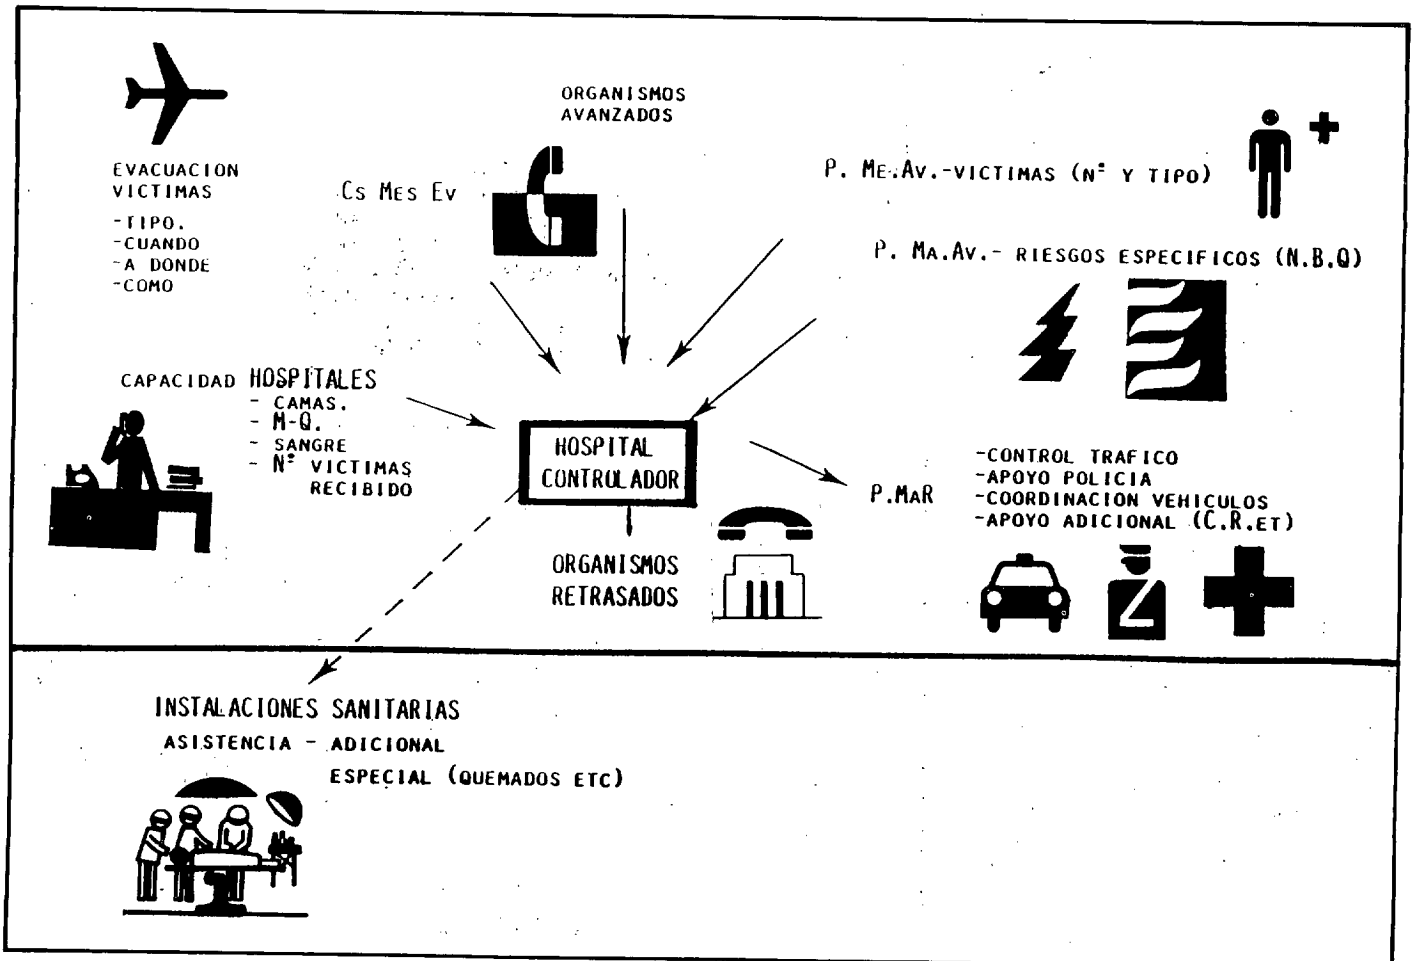 ORGANISMOS
AVANZADOS
EVACUACION
VICTIMAS
-TIPO.
-CUANDO
-A DONDE
-COMO
Cs Mes Ev
P. Me.Av.-VICTIMAS (Nº Y TIPO)
P. Ma.Av.- RIESGOS ESPECIFICOS (N.B.Q)
CAPACIDAD HOSPITALES
- CAMAS.
- M-Q.
- SANGRE
- Nº VICTIMAS
RECIBIDO
HOSPITAL
CONTROLADOR
P.MaR
-CONTROL TRAFICO
-APOYO POLICIA
-COORDINACION VEHICULOS
-APOYO ADICIONAL (C.R.ET)
ORGANISMOS
RETRASADOS
INSTALACIONES SANITARIAS
ASISTENCIA - ADICIONAL
ESPECIAL (QUEMADOS ETC)